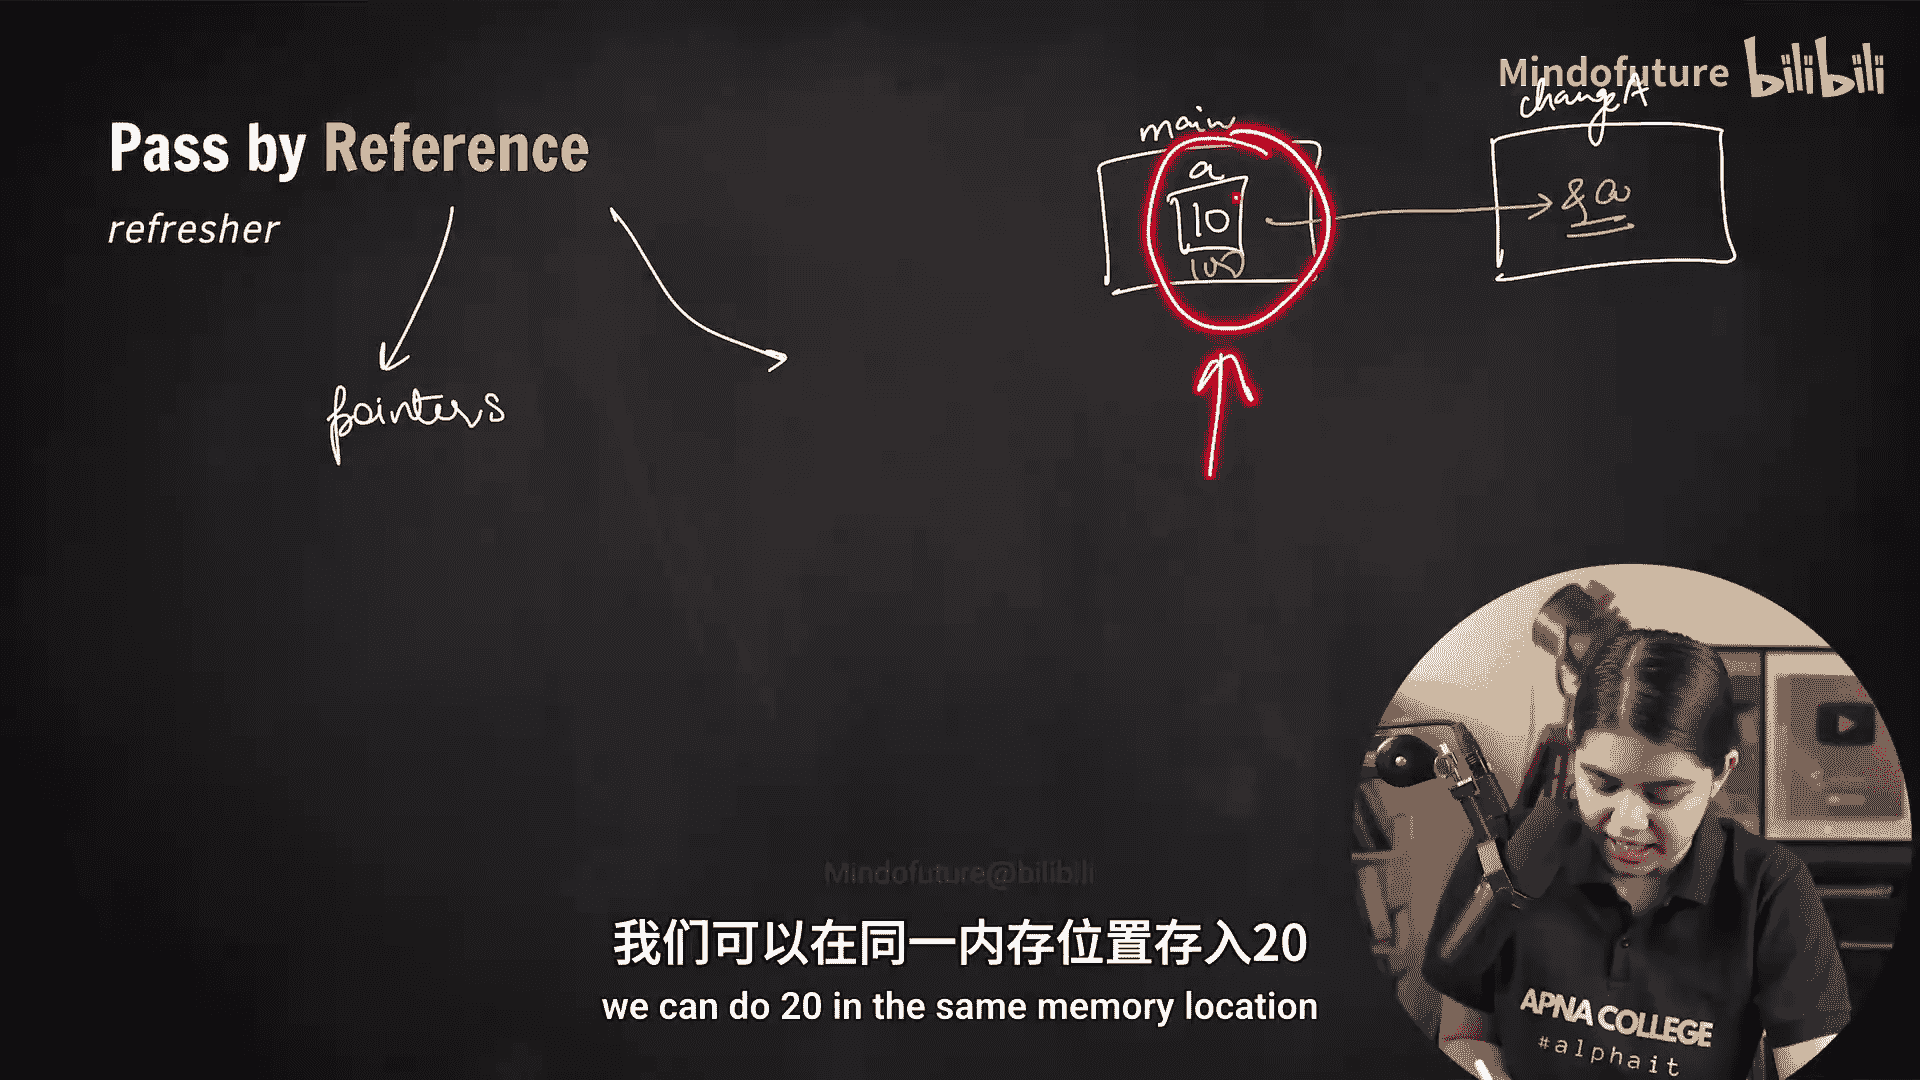 Mindofuture bilibili
changeA
main
Pass by Reference
a
10
&a
refresher
100
pointers
Mindofuture@bilibili
我们可以在同一内存位置存入20
we can do 20 in the same memory location
APNA COLLEGE
#alphait